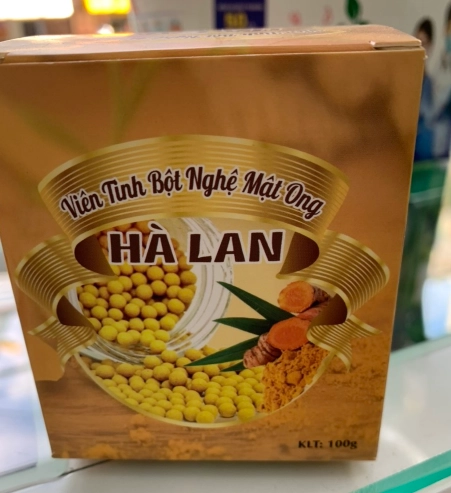 Viên Tinh Bột Nghệ Mật Ong
HÀ LAN
KLT: 100g